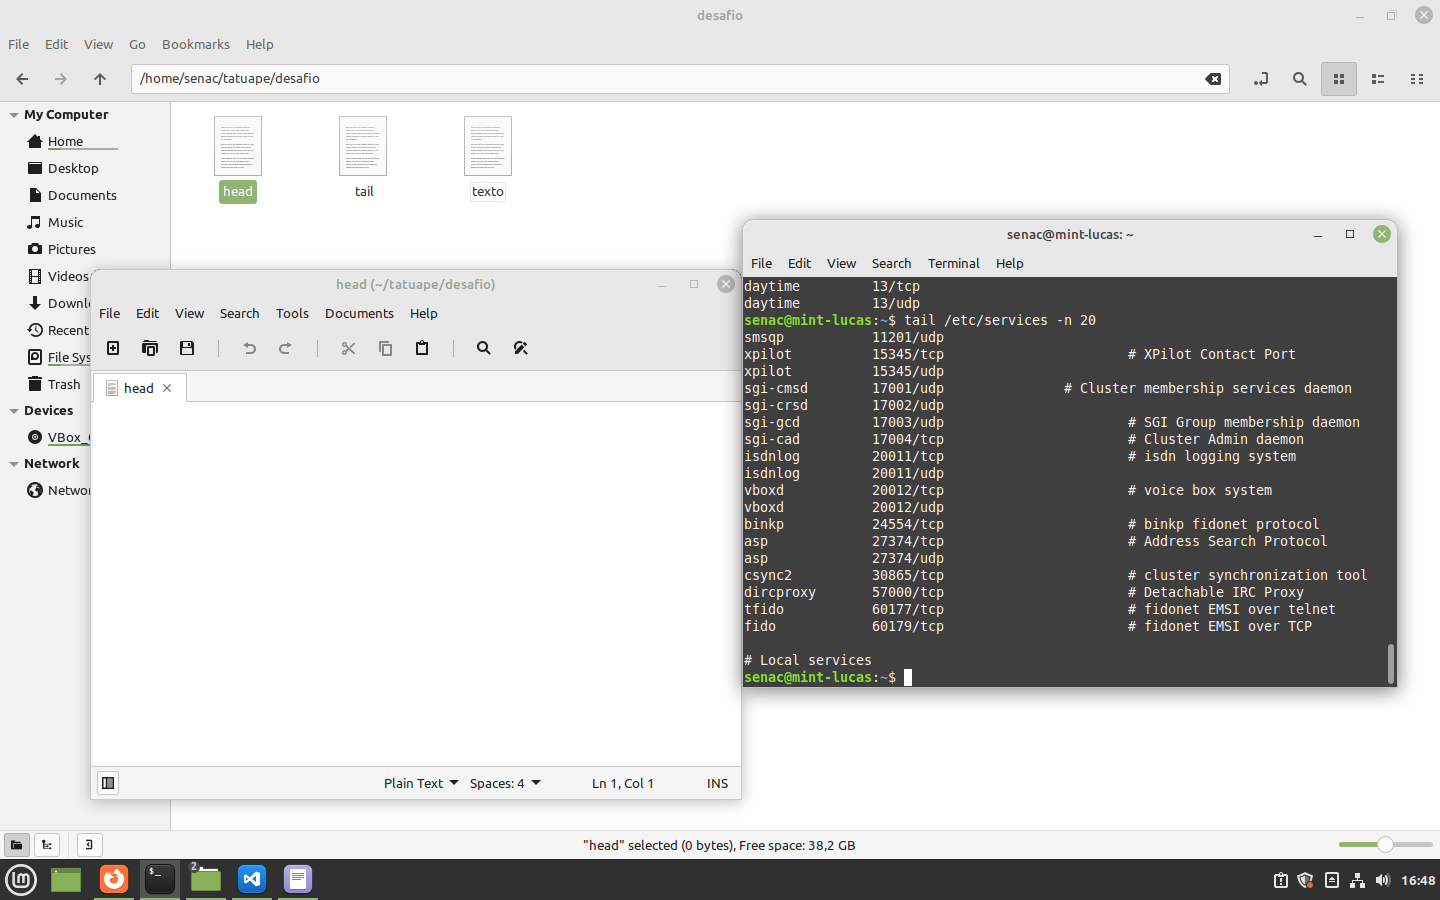 desafio
File Edit View Go Bookmarks Help
/home/senac/tatuape/desafio
My Computer
Home
Desktop
Documents
Music
Pictures
Videos
Downl
Recent
File Sys
Trash
Devices
VBox_
Network
Networ
head
tail
texto
head (~/tatuape/desafio)
File Edit View Search Tools Documents Help
head
Plain Text Spaces: 4 Ln 1, Col 1 INS
senac@mint-lucas: ~
File Edit View Search Terminal Help
daytime 13/tcp
daytime 13/udp
senac@mint-lucas:~$ tail /etc/services -n 20
smsqp 11201/udp
xpilot 15345/tcp # XPilot Contact Port
xpilot 15345/udp
sgi-cmsd 17001/udp # Cluster membership services daemon
sgi-crsd 17002/udp
sgi-gcd 17003/udp # SGI Group membership daemon
sgi-cad 17004/tcp # Cluster Admin daemon
isdnlog 20011/tcp # isdn logging system
isdnlog 20011/udp
vboxd 20012/tcp # voice box system
vboxd 20012/udp
binkp 24554/tcp # binkp fidonet protocol
asp 27374/tcp # Address Search Protocol
asp 27374/udp
csync2 30865/tcp # cluster synchronization tool
dircproxy 57000/tcp # Detachable IRC Proxy
tfido 60177/tcp # fidonet EMSI over telnet
fido 60179/tcp # fidonet EMSI over TCP
# Local services
senac@mint-lucas:~$
"head" selected (0 bytes), Free space: 38,2 GB
2
16:48